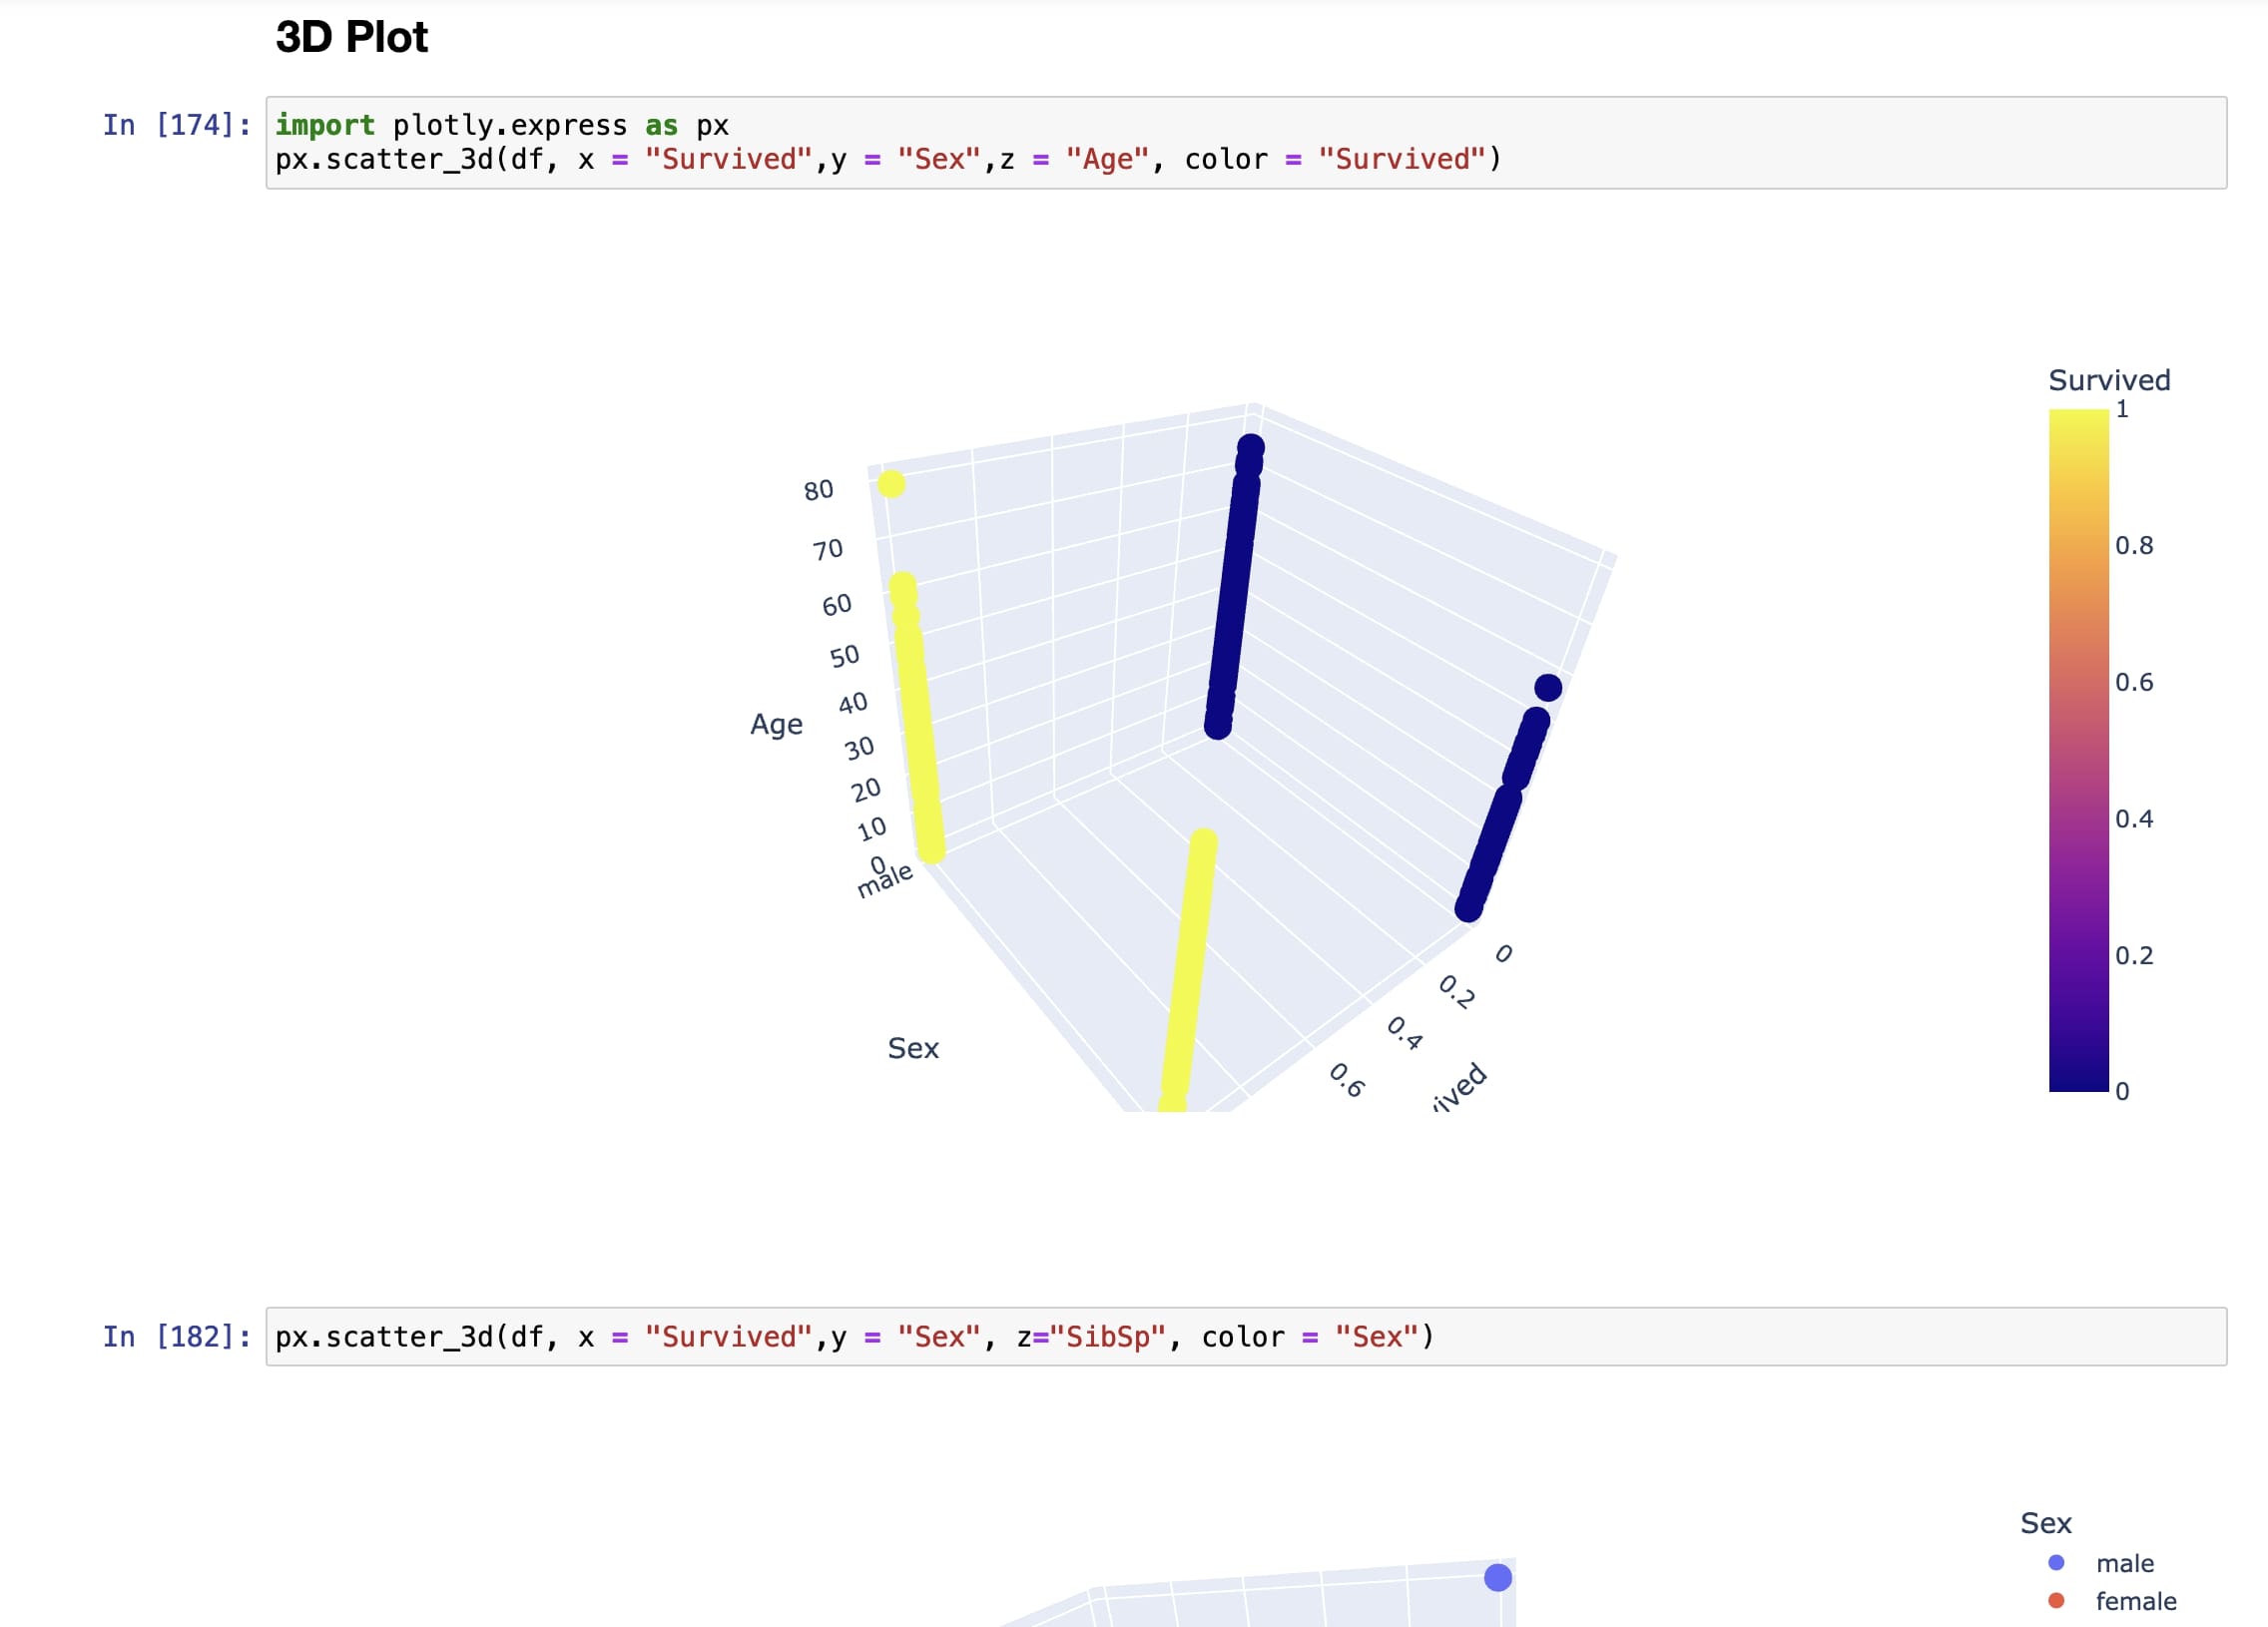 3D Plot
In [174]:
import plotly.express as px
px.scatter_3d(df, x = "Survived",y = "Sex",z = "Age", color = "Survived")
Survived
1
0.8
0.6
0.4
0.2
0
80
70
60
50
40
30
20
10
0
Age
male
Sex
0
0.2
0.4
0.6
In [182]:
px.scatter_3d(df, x = "Survived",y = "Sex", z="SibSp", color = "Sex")
Sex
male
female